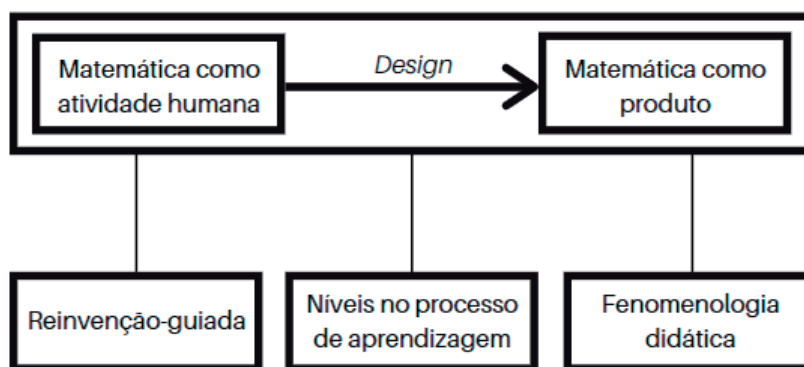 Matemática como
atividade humana
Design
Matemática como
produto
Reinvenção-guiada
Níveis no processo
de aprendizagem
Fenomenologia
didática